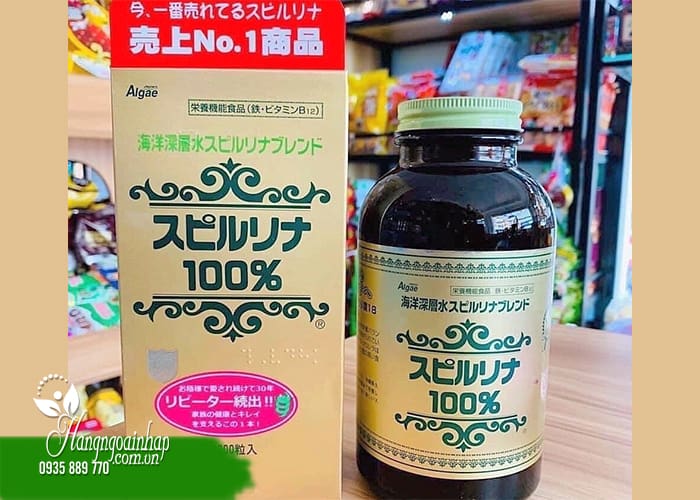 今、一番売れてるスピルリナ
売上No.1商品
Algae
栄養機能食品(鉄・ビタミンB12)
海洋深層水スピルリナブレンド
スピルリナ
100%
®
お陰様で愛され続けて30年
リピーター続出!!
家族の健康とキレイ
を支えるこの1本!
粒入
Algae
栄養機能食品 鉄・ビタミンB12
海洋深層水スピルリナブレンド
スピルリナ
100%
®
Hangngoainhap
.com.vn
0935 889 770